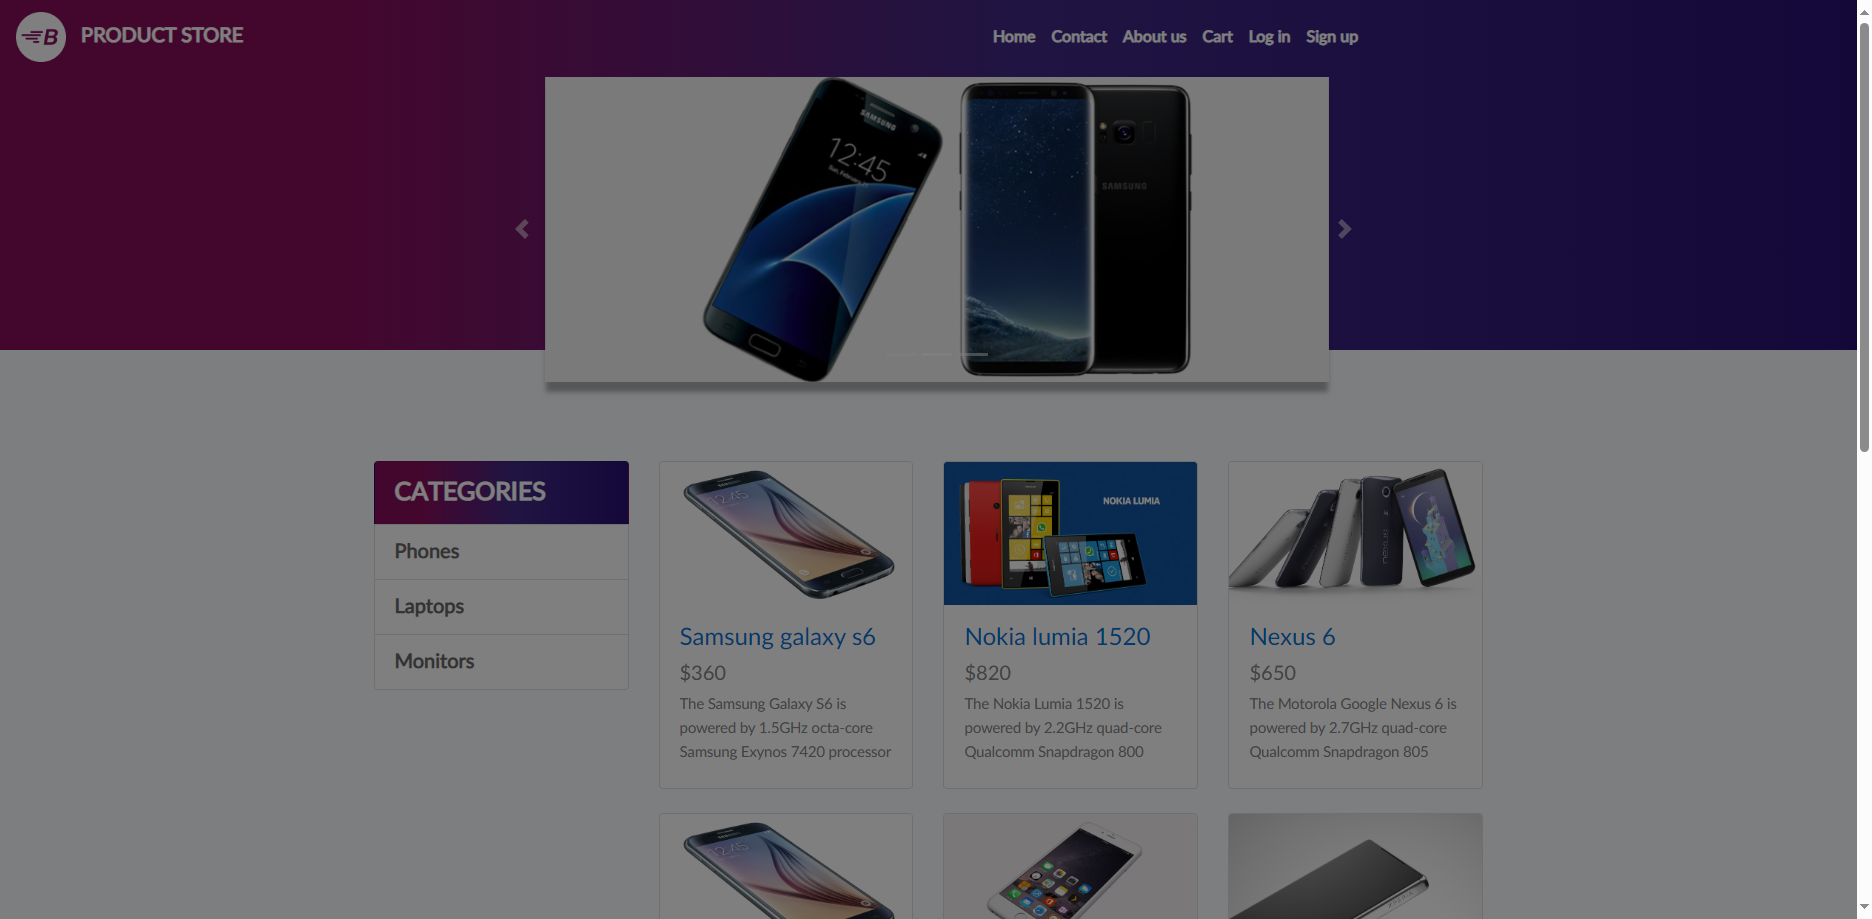 PRODUCT STORE
Home Contact About us Cart Log in Sign up
SAMSUNG
12:45
SAMSUNG
CATEGORIES
Phones
Laptops
Monitors
Samsung galaxy s6
$360
The Samsung Galaxy S6 is
powered by 1.5GHz octa-core
Samsung Exynos 7420 processor
NOKIA LUMIA
Nokia lumia 1520
$820
The Nokia Lumia 1520 is
powered by 2.2GHz quad-core
Qualcomm Snapdragon 800
Nexus 6
$650
The Motorola Google Nexus 6 is
powered by 2.7GHz quad-core
Qualcomm Snapdragon 805